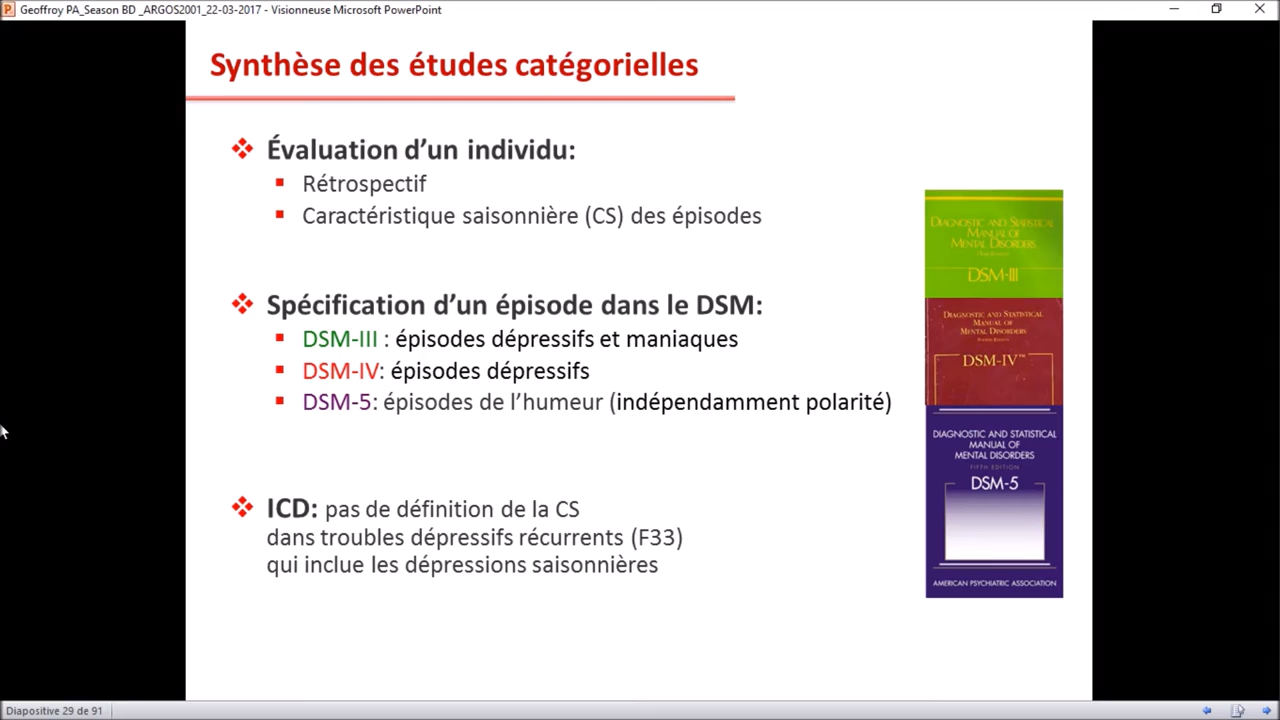 Geoffroy PA_Season BD _ARGOS2001_22-03-2017 - Visionneuse Microsoft PowerPoint
Synthèse des études catégorielles
Évaluation d’un individu:
Rétrospectif
Caractéristique saisonnière (CS) des épisodes
Spécification d’un épisode dans le DSM:
DSM-III : épisodes dépressifs et maniaques
DSM-IV: épisodes dépressifs
DSM-5: épisodes de l’humeur (indépendamment polarité)
ICD: pas de définition de la CS
dans troubles dépressifs récurrents (F33)
qui inclue les dépressions saisonnières
DIAGNOSTIC AND STATISTICAL
MANUAL OF
MENTAL DISORDERS
DSM-III
DIAGNOSTIC AND STATISTICAL
MANUAL OF
MENTAL DISORDERS
FOURTH EDITION
DSM-IV™
DIAGNOSTIC AND STATISTICAL
MANUAL OF
MENTAL DISORDERS
FIFTH EDITION
DSM-5
AMERICAN PSYCHIATRIC ASSOCIATION
Diapositive 29 de 91